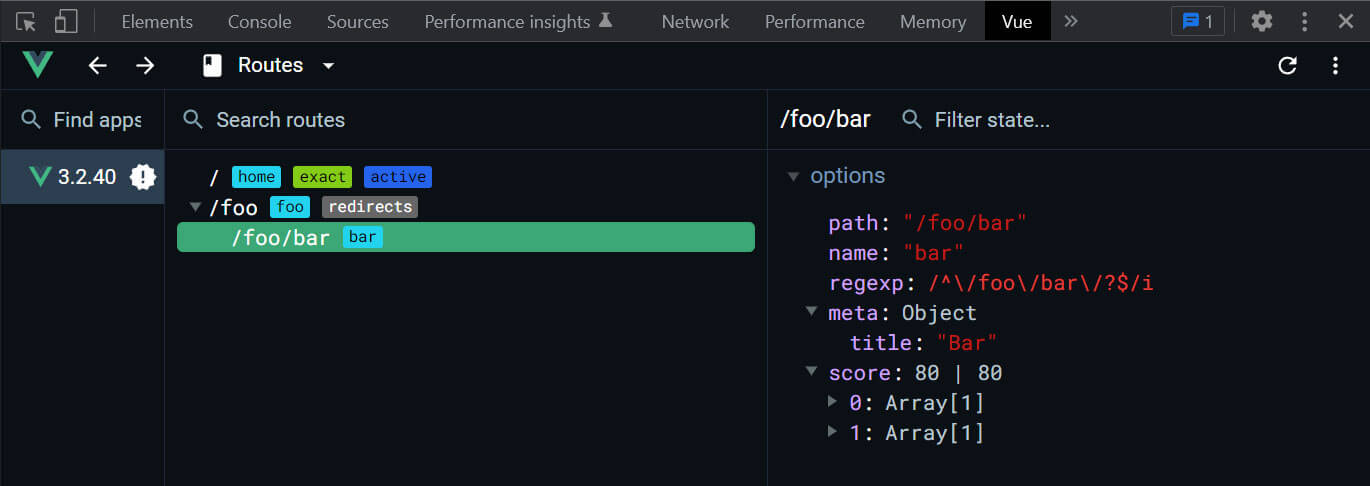 Elements Console Sources Performance insights Network Performance Memory Vue 1
Routes
Find apps Search routes /foo/bar Filter state...
3.2.40
/ home exact active
/foo foo redirects
/foo/bar bar
options
path: "/foo/bar"
name: "bar"
regexp: /^\/foo\/bar\/?$/i
meta: Object
title: "Bar"
score: 80 | 80
0: Array[1]
1: Array[1]